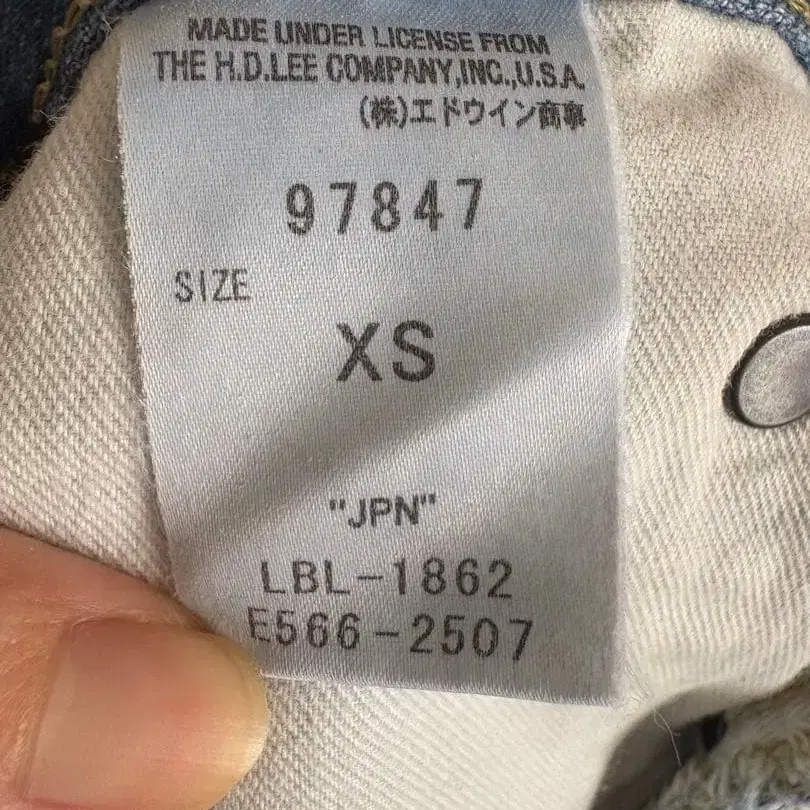 MADE UNDER LICENSE FROM
THE H.D.LEE COMPANY,INC.,U.S.A.
(株)エドウイン商事
97847
SIZE
XS
"JPN"
LBL-1862
E566-2507